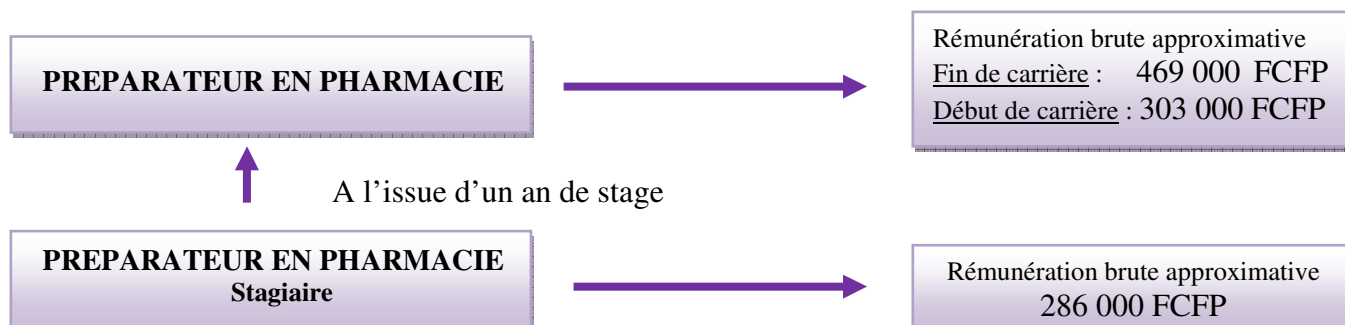 PREPARATEUR EN PHARMACIE
Rémunération brute approximative
Fin de carrière : 469 000 FCFP
Début de carrière : 303 000 FCFP
A l’issue d’un an de stage
PREPARATEUR EN PHARMACIE
Stagiaire
Rémunération brute approximative
286 000 FCFP